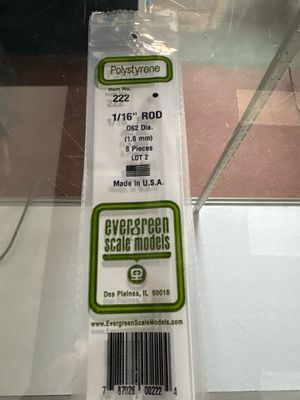 Polystyrene
Item No.
222
1/16" ROD
.062 Dia.
(1.6 mm)
8 Pieces
LOT 2
Made in U.S.A.
evergreen
scale models
Des Plaines, IL 60018
www.EvergreenScaleModels.com
7 87026 00222 4